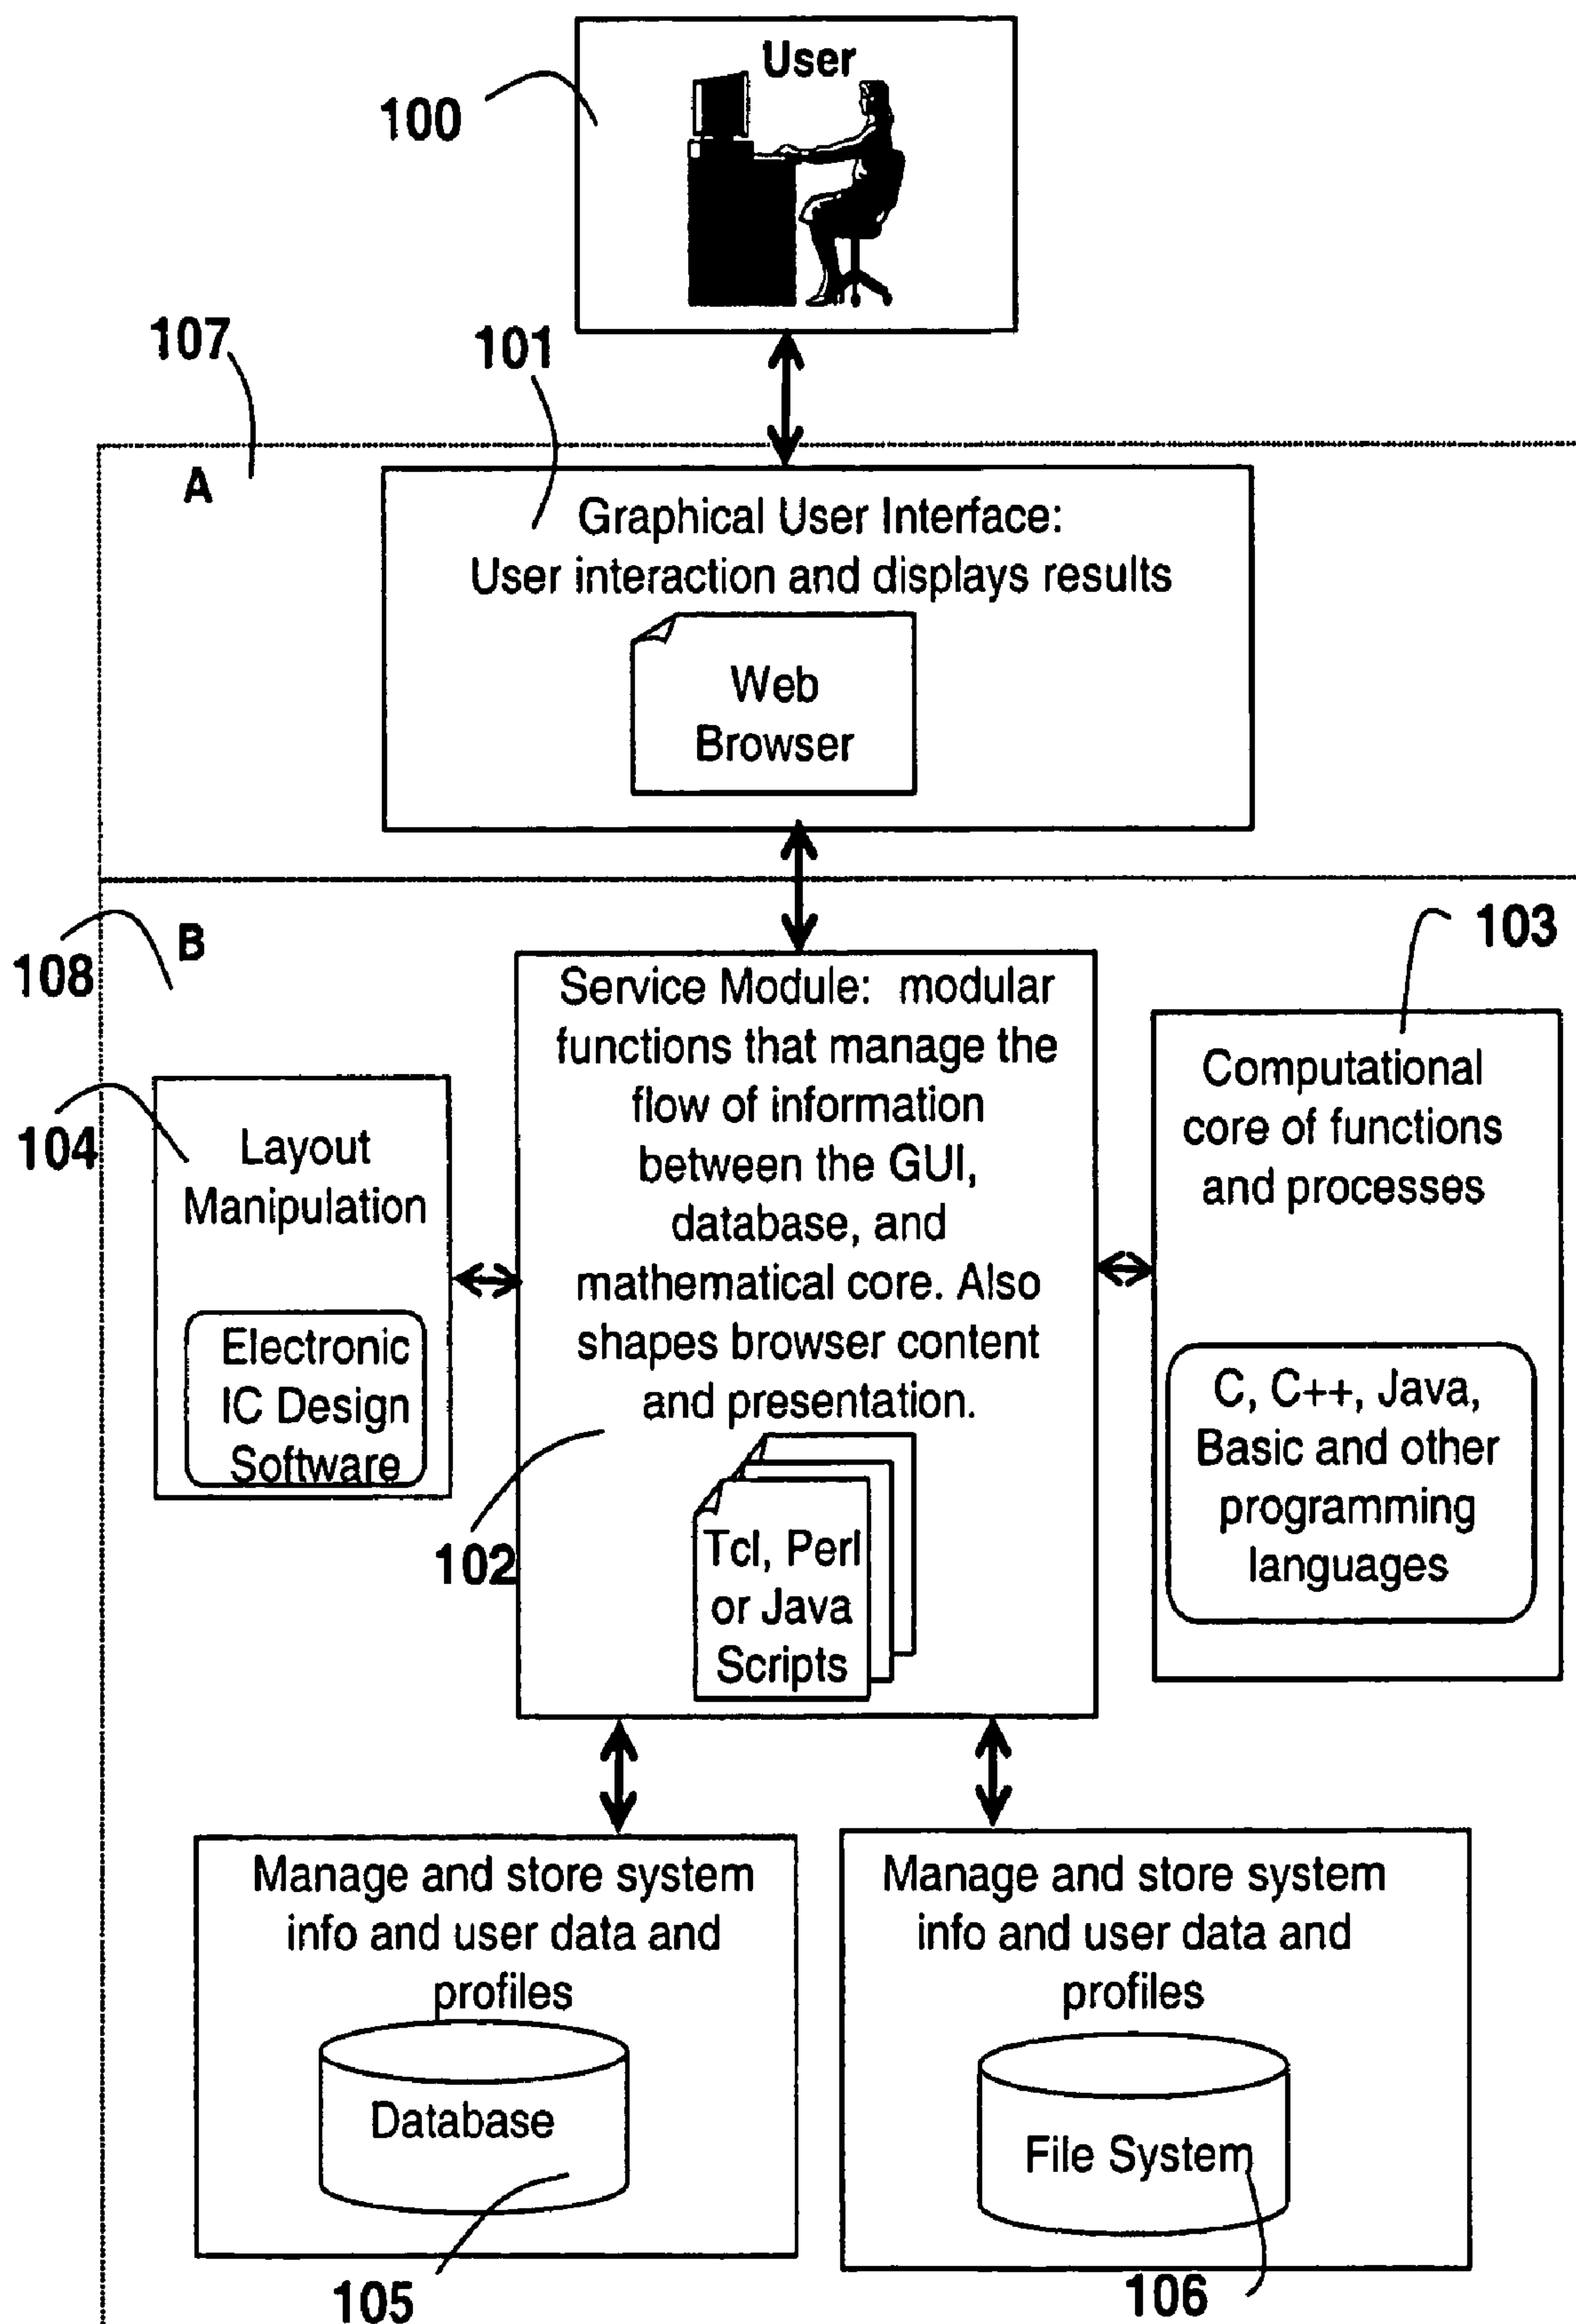 User
100
107
101
A
Graphical User Interface:
User interaction and displays results
Web
Browser
108
B
103
Service Module: modular
functions that manage the
flow of information
between the GUI,
database, and
mathematical core. Also
shapes browser content
and presentation.
Tcl, Perl
or Java
Scripts
102
104
Layout
Manipulation
Electronic
IC Design
Software
Computational
core of functions
and processes
C, C++, Java,
Basic and other
programming
languages
Manage and store system
info and user data and
profiles
Database
105
Manage and store system
info and user data and
profiles
File System
106